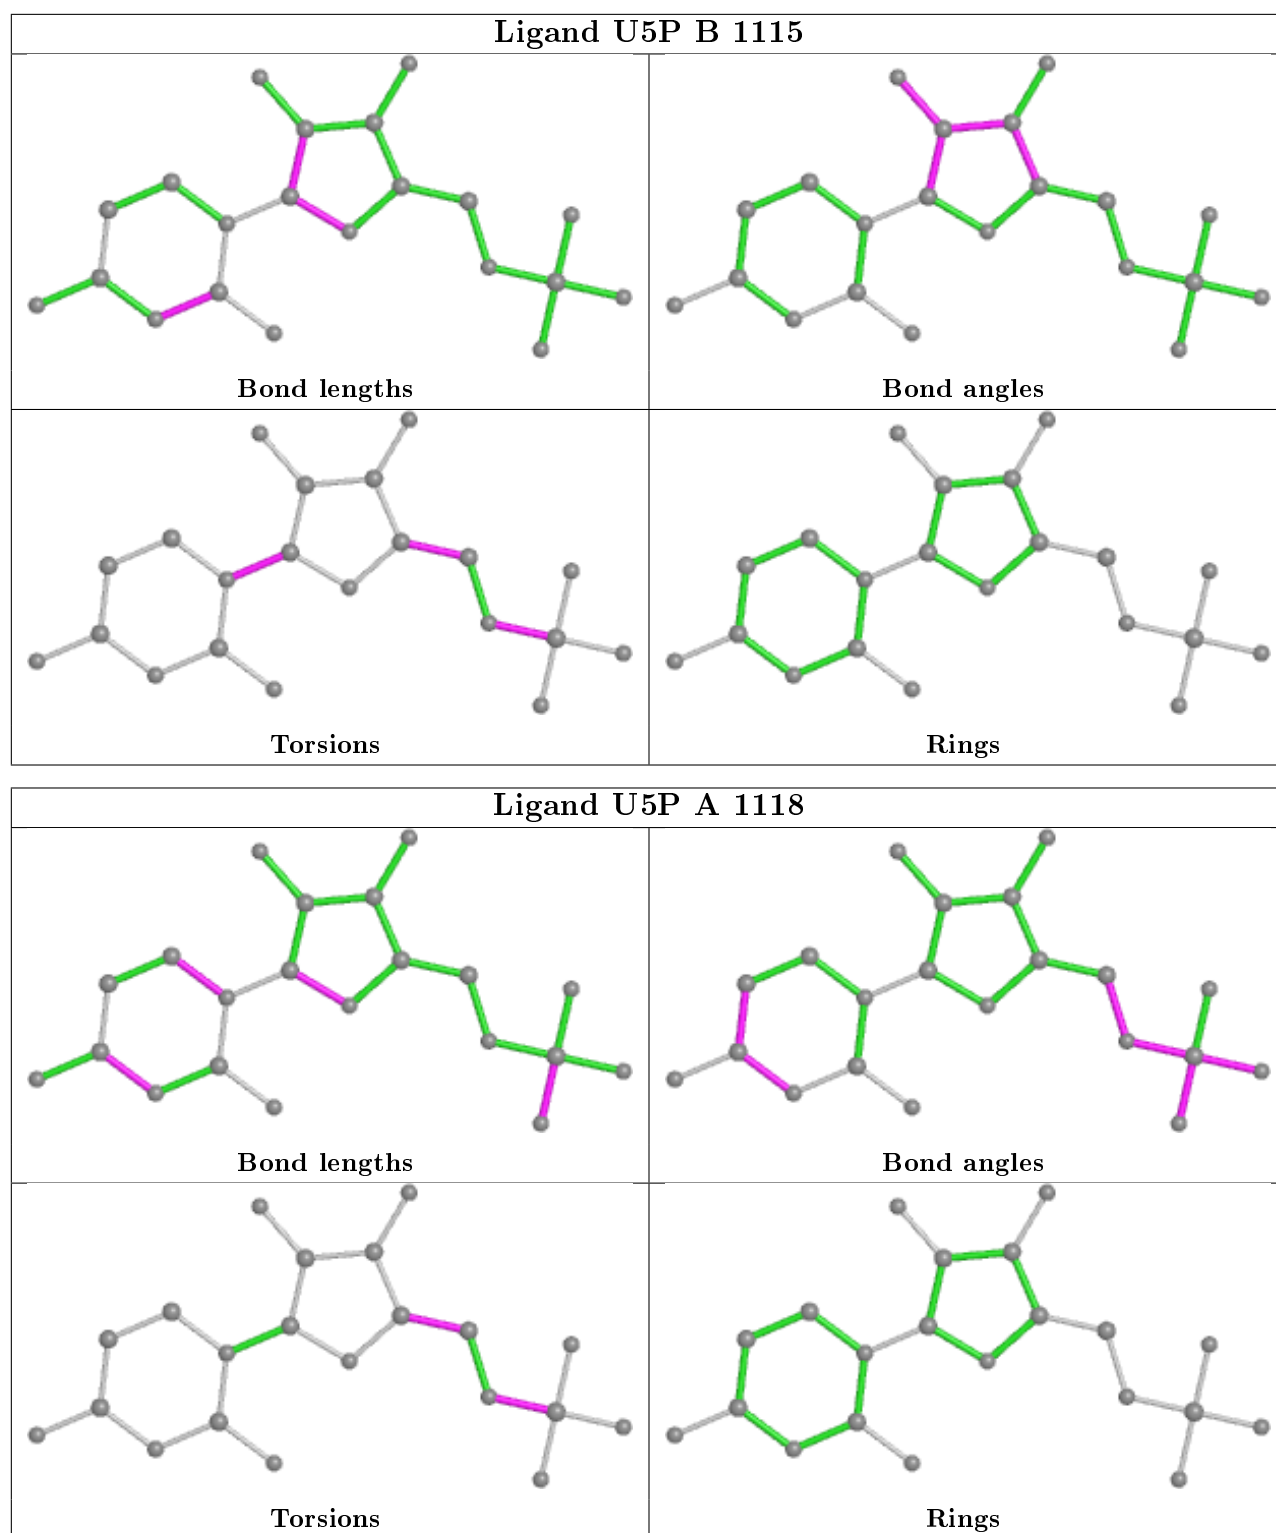 Ligand U5P B 1115
Bond lengths
Bond angles
Torsions
Rings
Ligand U5P A 1118
Bond lengths
Bond angles
Torsions
Rings